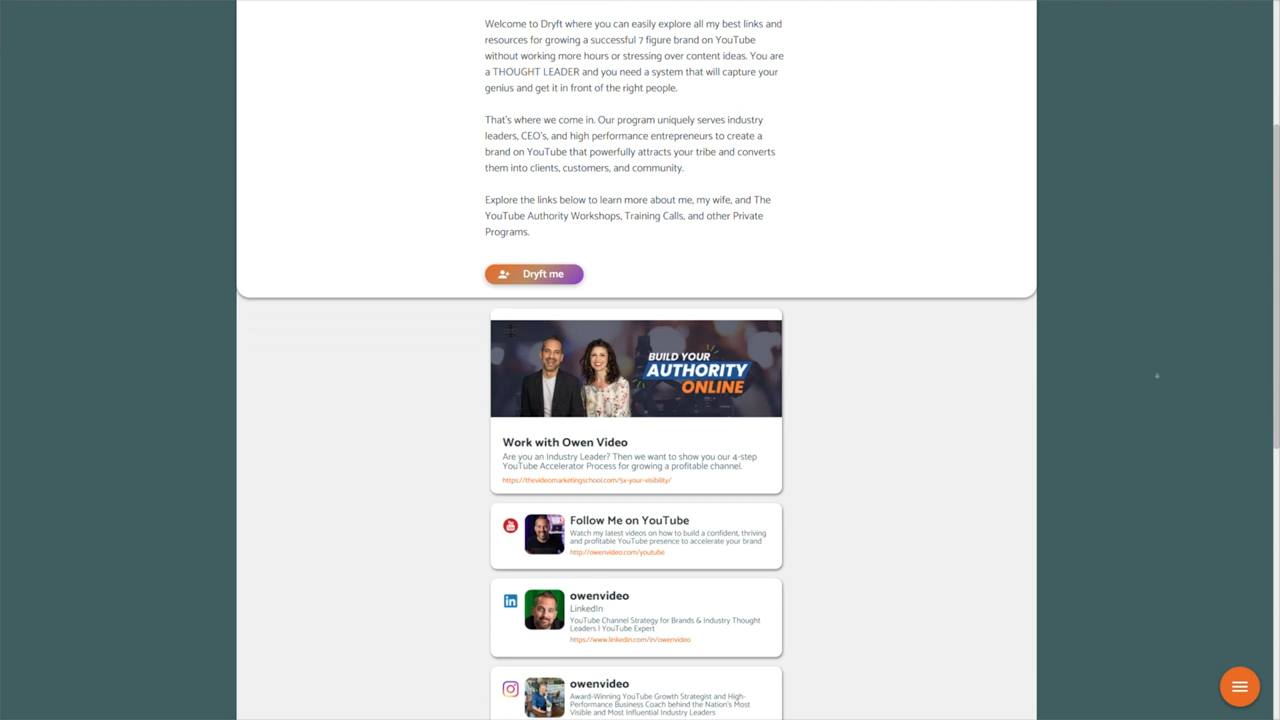 Welcome to Dryft where you can easily explore all my best links and
resources for growing a successful 7 figure brand on YouTube
without working more hours or stressing over content ideas. You are
a THOUGHT LEADER and you need a system that will capture your
genius and get it in front of the right people.
That's where we come in. Our program uniquely serves industry
leaders, CEO's, and high performance entrepreneurs to create a
brand on YouTube that powerfully attracts your tribe and converts
them into clients, customers, and community.
Explore the links below to learn more about me, my wife, and The
YouTube Authority Workshops, Training Calls, and other Private
Programs.
Dryft me
BUILD YOUR
AUTHORITY
ONLINE
Work with Owen Video
Are you an Industry Leader? Then we want to show you our 4-step
YouTube Accelerator Process for growing a profitable channel.
https://thevideomarketingschool.com/5x-your-visibility/
Follow Me on YouTube
Watch my latest videos on how to build a confident, thriving
and profitable YouTube presence to accelerate your brand
http://owenvideo.com/youtube
owenvideo
LinkedIn
YouTube Channel Strategy for Brands & Industry Thought
Leaders | YouTube Expert
https://www.linkedin.com/in/owenvideo
owenvideo
Award-Winning YouTube Growth Strategist and High-
Performance Business Coach behind the Nation's Most
Visible and Most Influential Industry Leaders